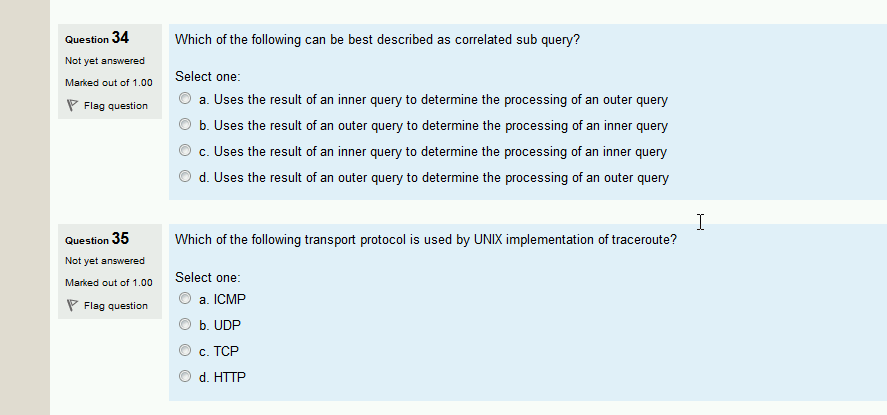 Question 34
Not yet answered
Marked out of 1.00
Flag question
Which of the following can be best described as correlated sub query?
Select one:
a. Uses the result of an inner query to determine the processing of an outer query
b. Uses the result of an outer query to determine the processing of an inner query
c. Uses the result of an inner query to determine the processing of an inner query
d. Uses the result of an outer query to determine the processing of an outer query
Question 35
Not yet answered
Marked out of 1.00
Flag question
Which of the following transport protocol is used by UNIX implementation of traceroute?
Select one:
a. ICMP
b. UDP
c. TCP
d. HTTP